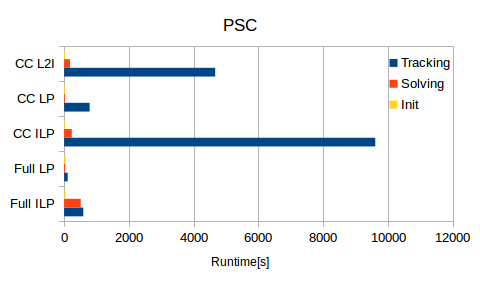 PSC
CC L2I
CC LP
CC ILP
Full LP
Full ILP
Tracking
Solving
Init
0 2000 4000 6000 8000 10000 12000
Runtime[s]